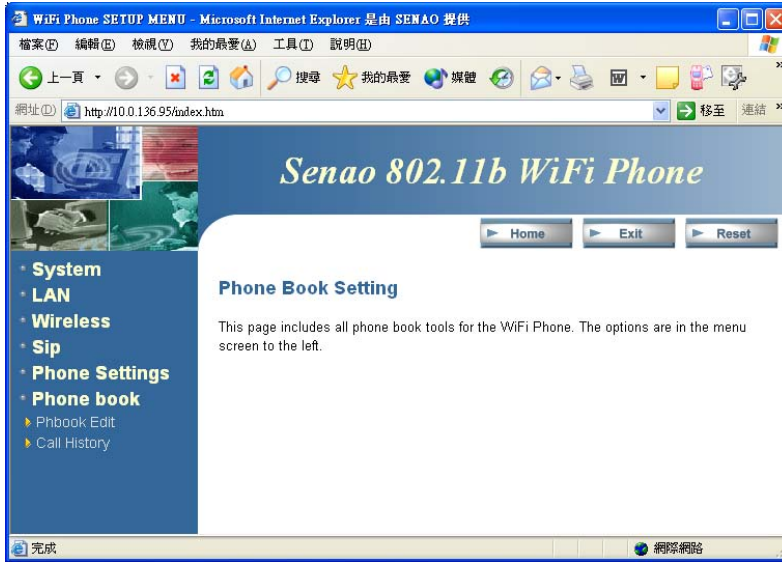 WiFi Phone SETUP MENU - Microsoft Internet Explorer 是由 SENAO 提供
檔案(F) 編輯(E) 檢視(V) 我的最愛(A) 工具(T) 說明(H)
上一頁 搜尋 我的最愛 媒體
網址(D) http://10.0.136.95/index.htm 移至 連結 »
Senao 802.11b WiFi Phone
Home Exit Reset
System
LAN
Wireless
Sip
Phone Settings
Phone book
Phbook Edit
Call History
Phone Book Setting
This page includes all phone book tools for the WiFi Phone. The options are in the menu
screen to the left.
完成 網際網路